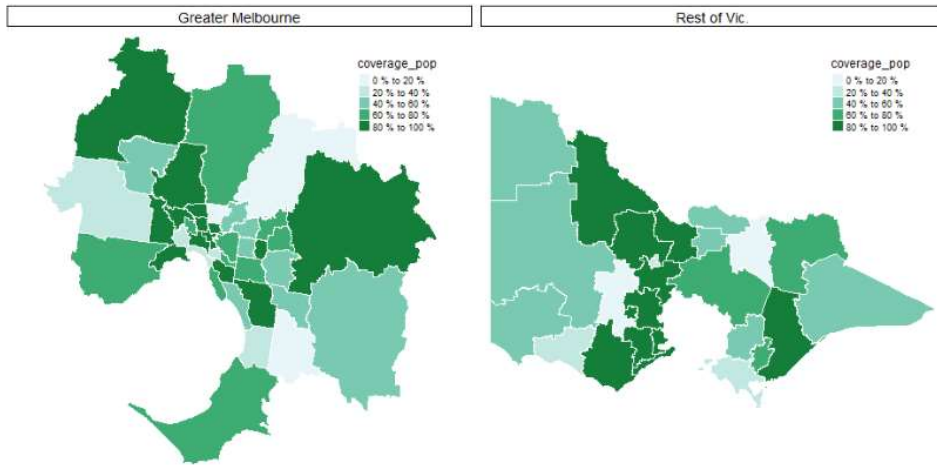 Greater Melbourne
coverage_pop
0 % to 20 %
20 % to 40 %
40 % to 60 %
60 % to 80 %
80 % to 100 %
Rest of Vic.
coverage_pop
0 % to 20 %
20 % to 40 %
40 % to 60 %
60 % to 80 %
80 % to 100 %